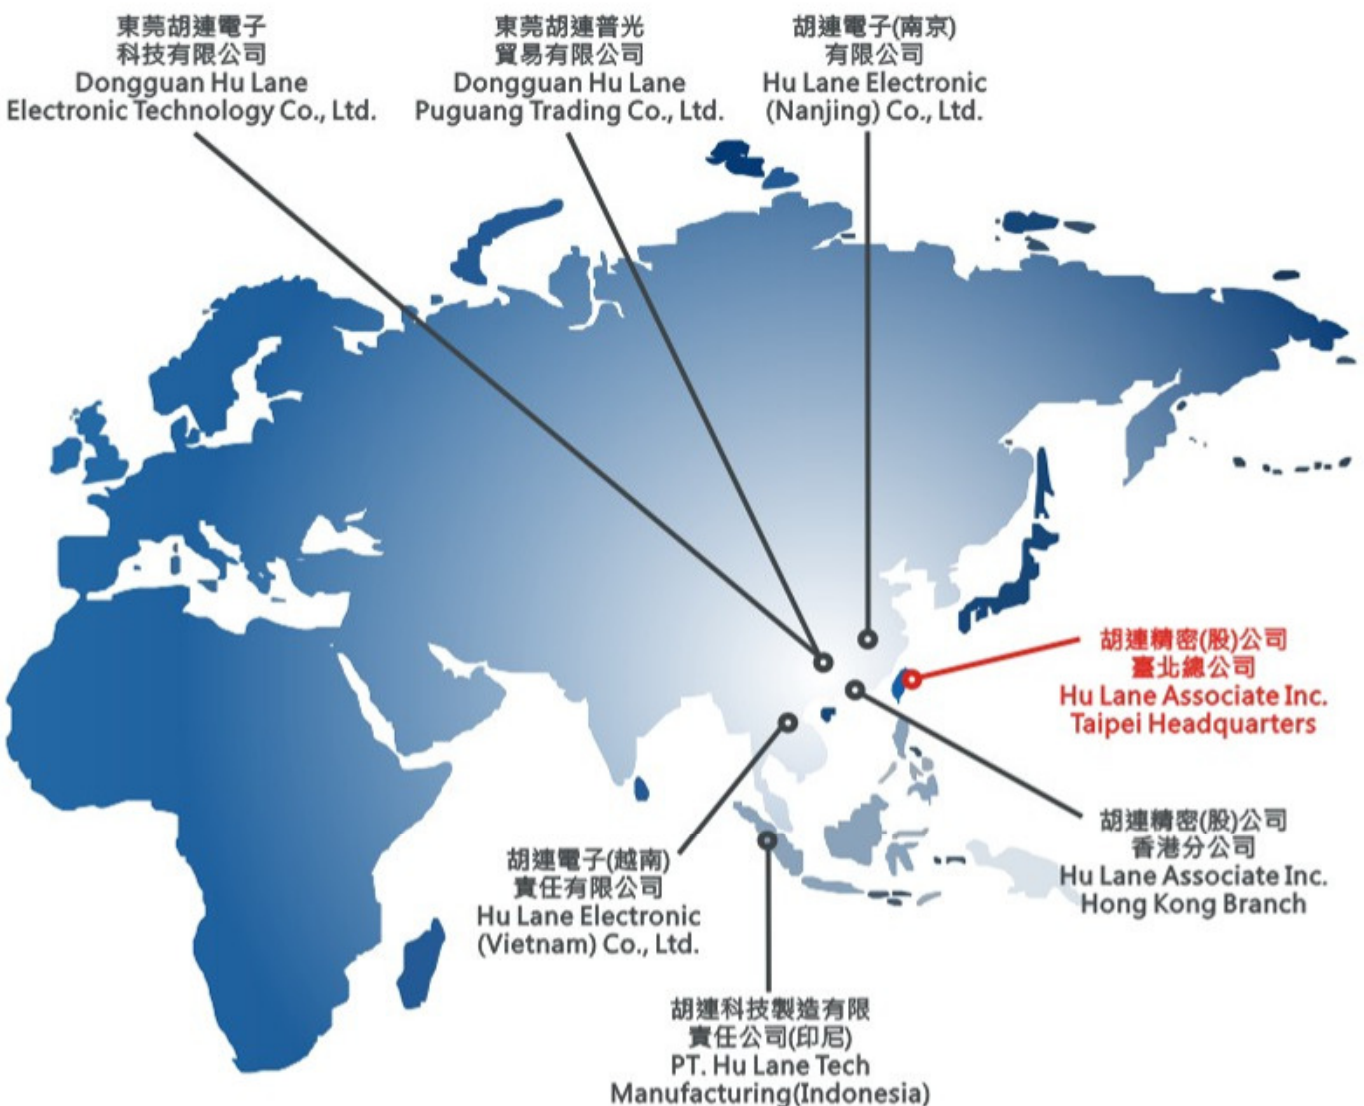 東莞胡連電子
科技有限公司
Dongguan Hu Lane
Electronic Technology Co., Ltd.
東莞胡連普光
貿易有限公司
Dongguan Hu Lane
Puguang Trading Co., Ltd.
胡連電子(南京)
有限公司
Hu Lane Electronic
(Nanjing) Co., Ltd.
胡連精密(股)公司
臺北總公司
Hu Lane Associate Inc.
Taipei Headquarters
胡連精密(股)公司
香港分公司
Hu Lane Associate Inc.
Hong Kong Branch
胡連電子(越南)
責任有限公司
Hu Lane Electronic
(Vietnam) Co., Ltd.
胡連科技製造有限
責任公司(印尼)
PT. Hu Lane Tech
Manufacturing(Indonesia)